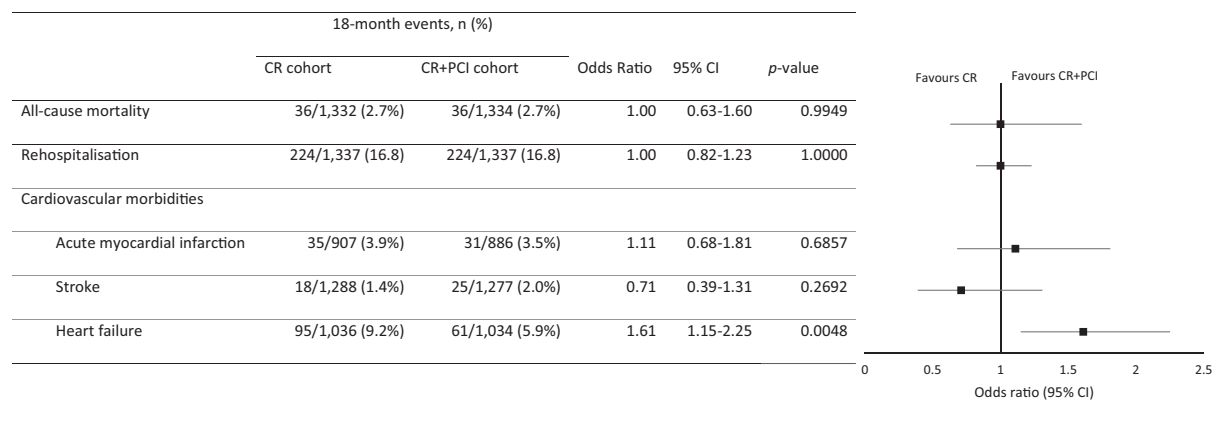 18-month events, n (%)
CR cohort CR+PCI cohort Odds Ratio 95% CI p-value
Favours CR Favours CR+PCI
All-cause mortality 36/1,332 (2.7%) 36/1,334 (2.7%) 1.00 0.63-1.60 0.9949
Rehospitalisation 224/1,337 (16.8) 224/1,337 (16.8) 1.00 0.82-1.23 1.0000
Cardiovascular morbidities
Acute myocardial infarction 35/907 (3.9%) 31/886 (3.5%) 1.11 0.68-1.81 0.6857
Stroke 18/1,288 (1.4%) 25/1,277 (2.0%) 0.71 0.39-1.31 0.2692
Heart failure 95/1,036 (9.2%) 61/1,034 (5.9%) 1.61 1.15-2.25 0.0048
0 0.5 1 1.5 2 2.5
Odds ratio (95% CI)